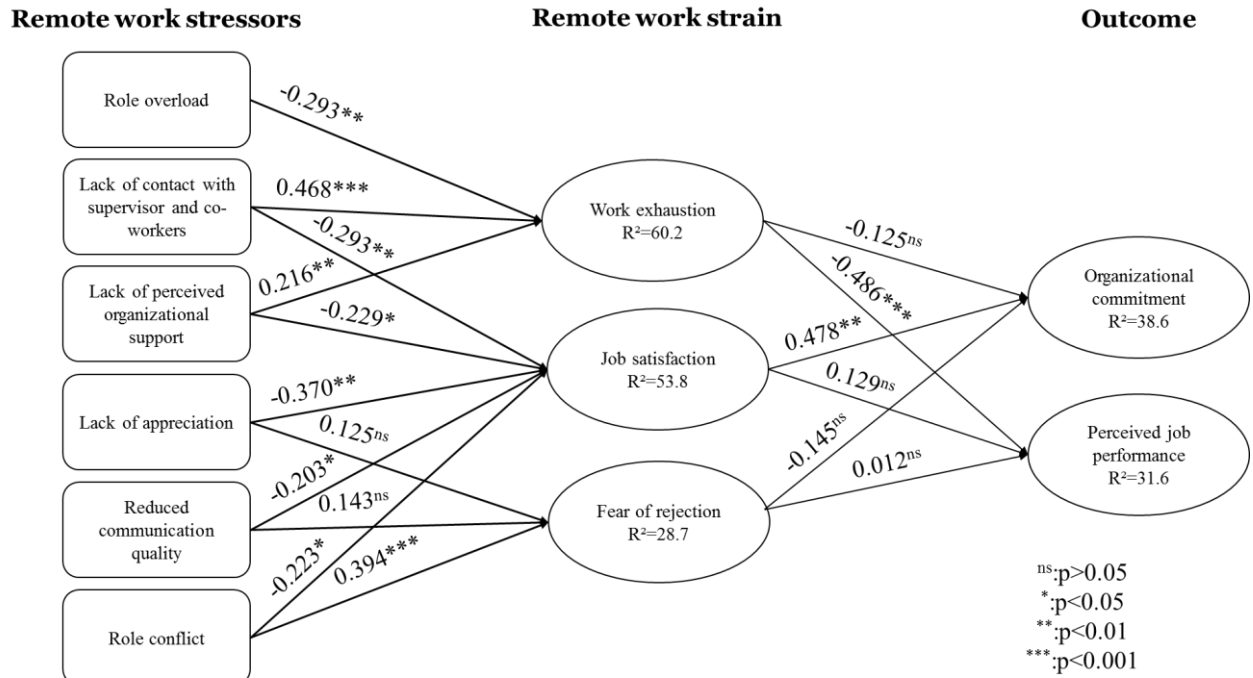 Remote work stressors
Remote work strain
Outcome
Role overload
Lack of contact with
supervisor and co-
workers
Lack of perceived
organizational
support
Lack of appreciation
Reduced
communication
quality
Role conflict
-0.293**
0.468***
-0.293**
0.216**
-0.229*
-0.370**
0.125ns
-0.203*
0.143ns
-0.223*
0.394***
Work exhaustion
R²=60.2
Job satisfaction
R²=53.8
Fear of rejection
R²=28.7
-0.125ns
-0.486***
0.478**
0.129ns
-0.145ns
0.012ns
Organizational
commitment
R²=38.6
Perceived job
performance
R²=31.6
ns:p>0.05
*:p<0.05
**:p<0.01
***:p<0.001